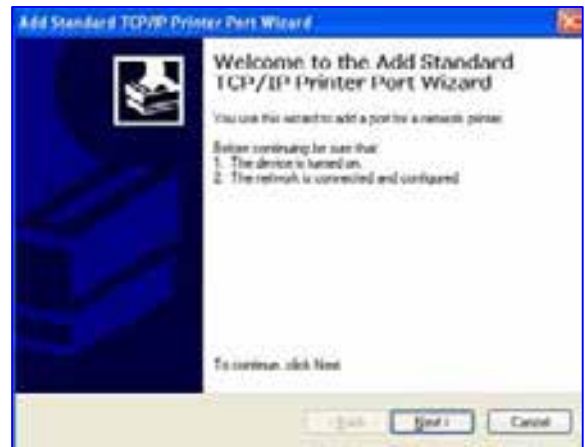 Add Standard TCP/IP Printer Port Wizard
Welcome to the Add Standard
TCP/IP Printer Port Wizard
You use this wizard to add a port for a network printer.
Before continuing be sure that:
1. The device is turned on.
2. The network is connected and configured.
To continue, click Next.
< Back
Next >
Cancel